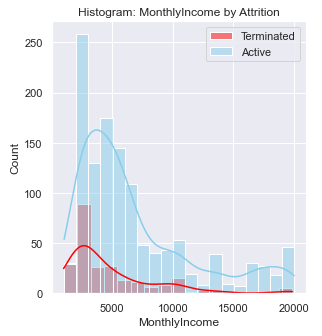 Histogram: MonthlyIncome by Attrition
Terminated
Active
250
200
150
100
50
0
Count
5000 10000 15000 20000
MonthlyIncome